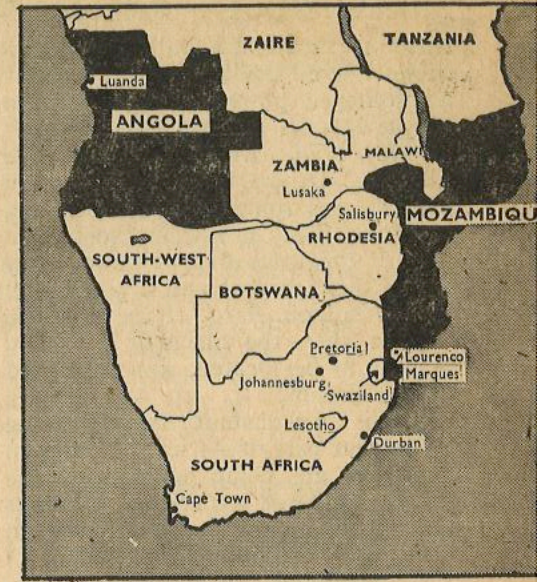 ZAIRE
TANZANIA
Luanda
ANGOLA
MALAWI
ZAMBIA
Lusaka
Salisbury
MOZAMBIQU
RHODESIA
SOUTH-WEST
AFRICA
BOTSWANA
Pretoria
Lourenco
Marques
Johannesburg
Swaziland
Lesotho
Durban
SOUTH AFRICA
Cape Town